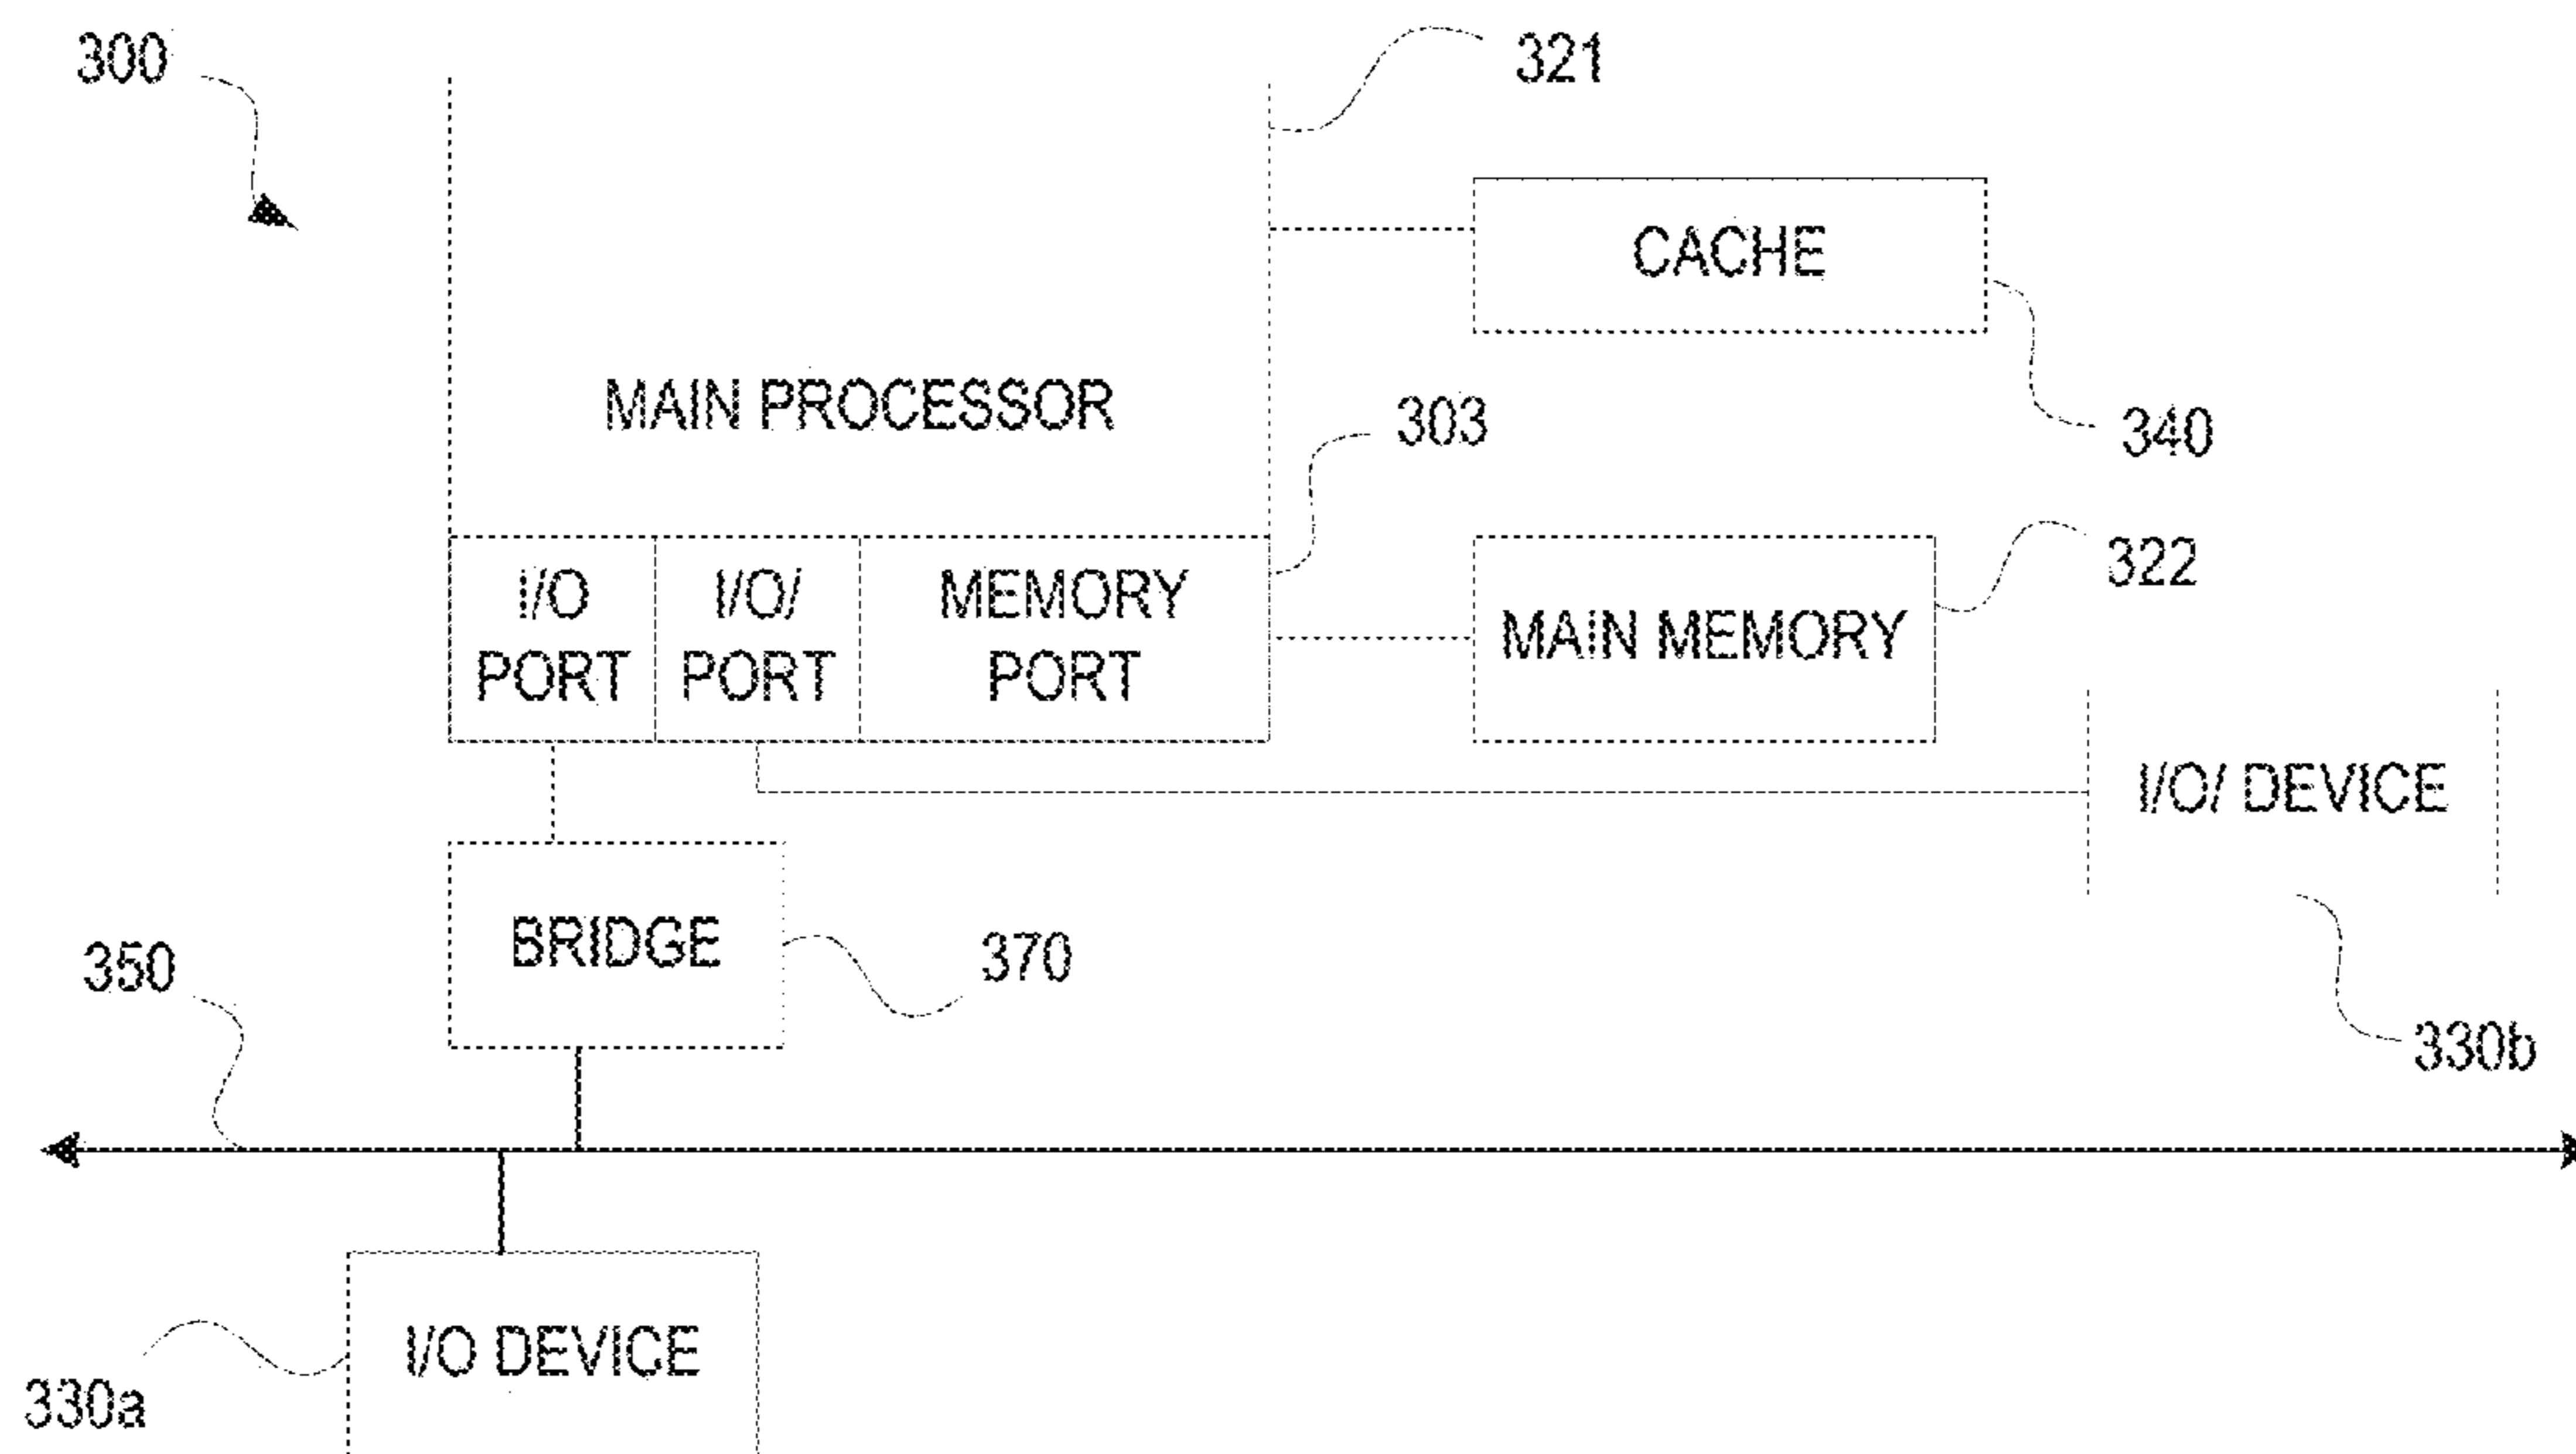 300
321
CACHE
MAIN PROCESSOR
303
340
I/O
PORT
I/O/
PORT
MEMORY
PORT
322
MAIN MEMORY
I/O/ DEVICE
BRIDGE
370
350
330b
I/O DEVICE
330a